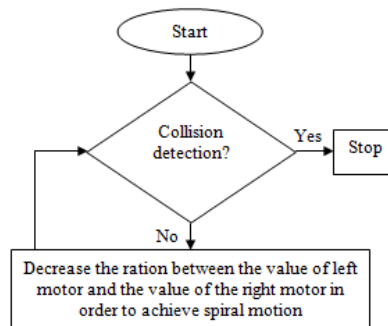 Start
Collision
detection?
Yes
Stop
No
Decrease the ration between the value of left
motor and the value of the right motor in
order to achieve spiral motion